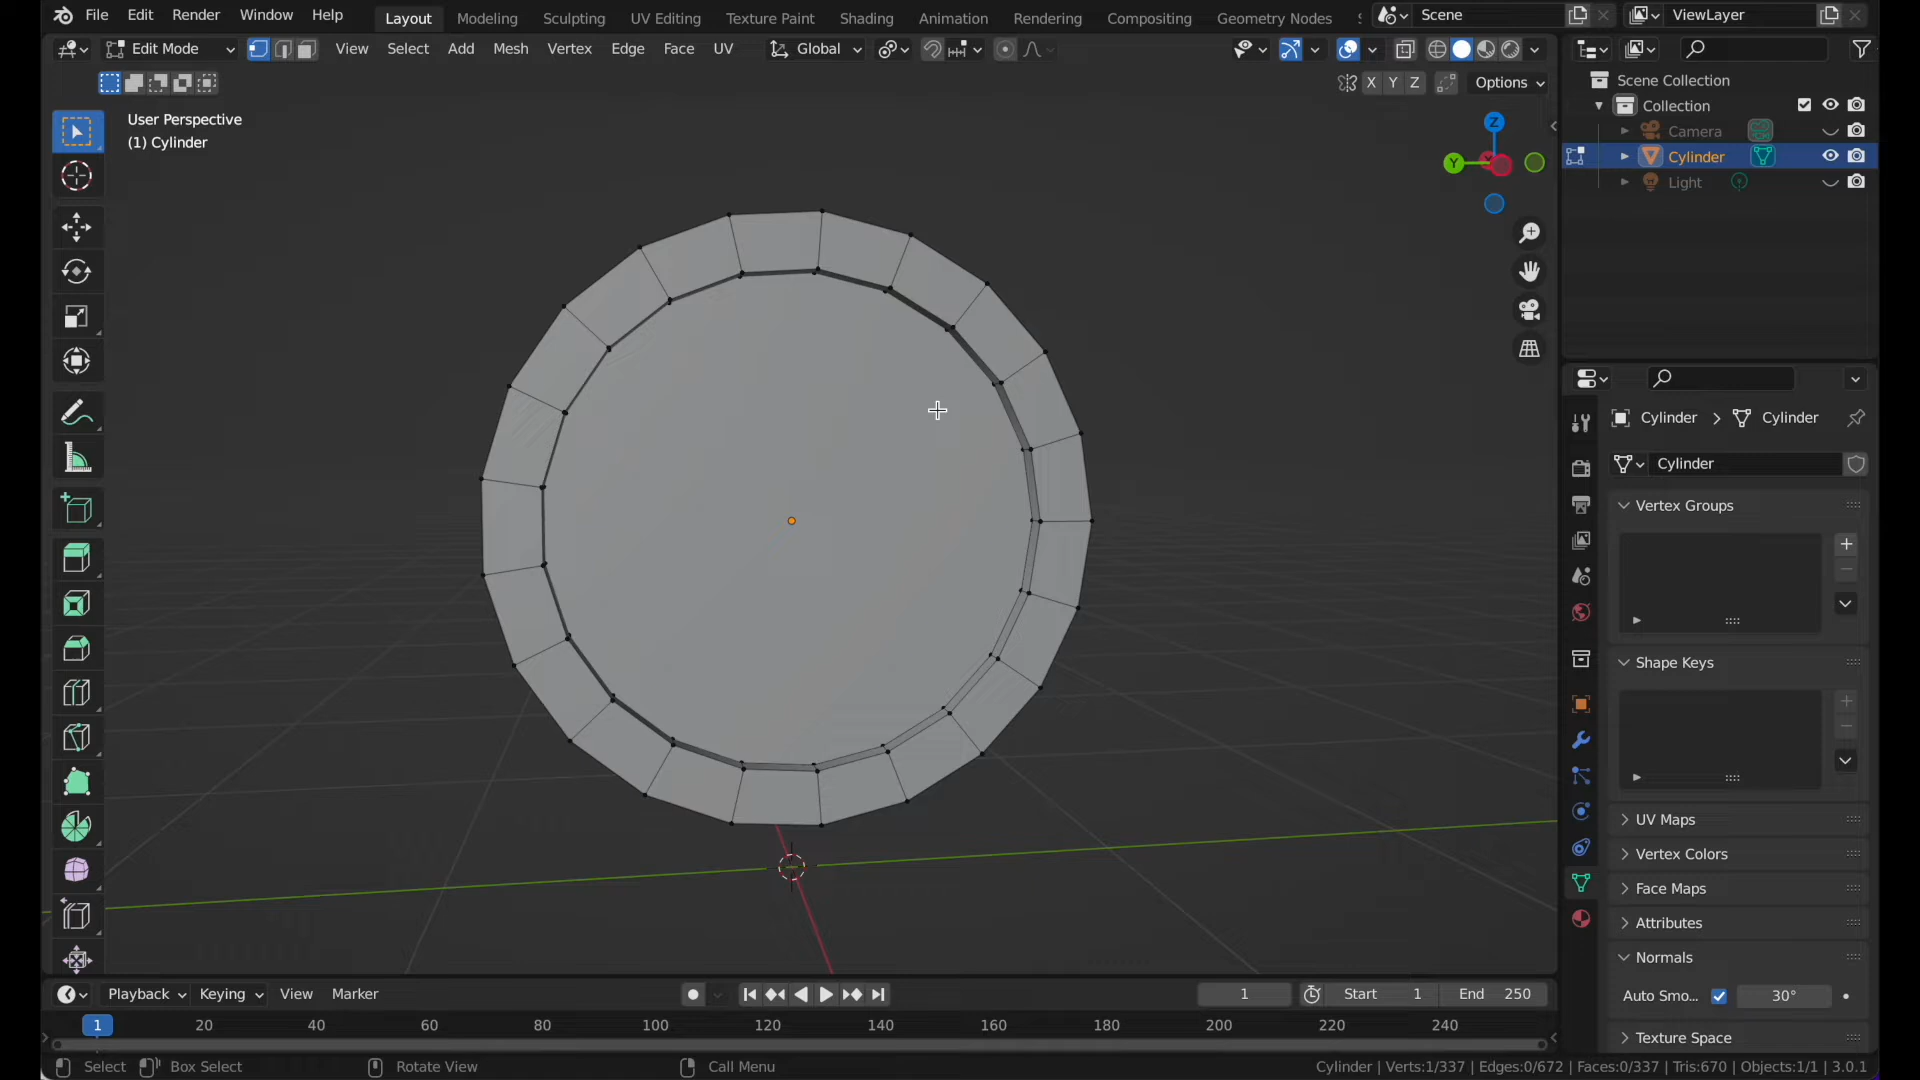 File Edit Render Window Help Layout Modeling Sculpting UV Editing Texture Paint Shading Animation Rendering Compositing Geometry Nodes Scene ViewLayer
Edit Mode View Select Add Mesh Vertex Edge Face UV Global
X Y Z Options
User Perspective
(1) Cylinder
Z
Y
Scene Collection
Collection
Camera
Cylinder
Light
Cylinder > Cylinder
Cylinder
Vertex Groups
Shape Keys
UV Maps
Vertex Colors
Face Maps
Attributes
Normals
Auto Smo... 30°
Texture Space
Playback Keying View Marker 1 Start 1 End 250
1 20 40 60 80 100 120 140 160 180 200 220 240
Select Box Select Rotate View Call Menu Cylinder | Verts:1/337 | Edges:0/672 | Faces:0/337 | Tris:670 | Objects:1/1 | 3.0.1